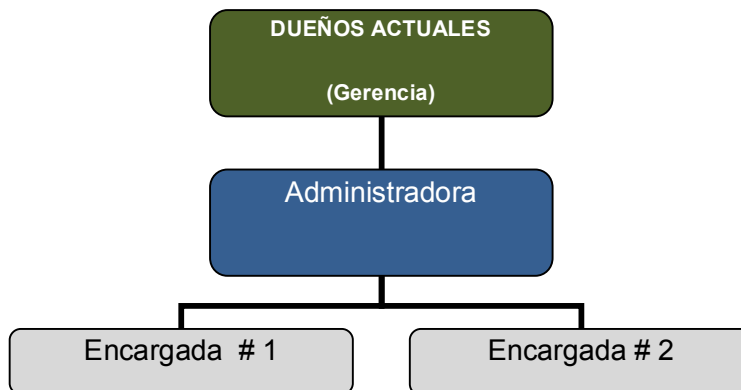 DUEÑOS ACTUALES
(Gerencia)
Administradora
Encargada # 1
Encargada # 2